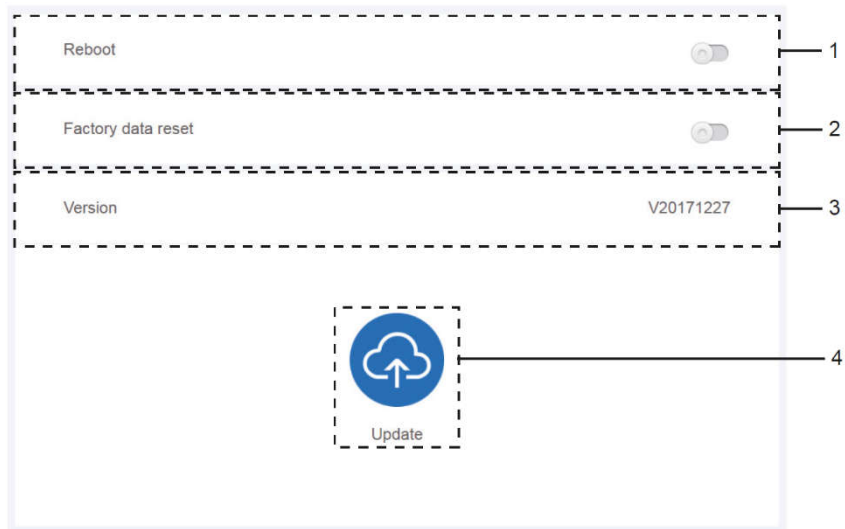 Reboot
1
Factory data reset
2
Version V20171227
3
4
Update